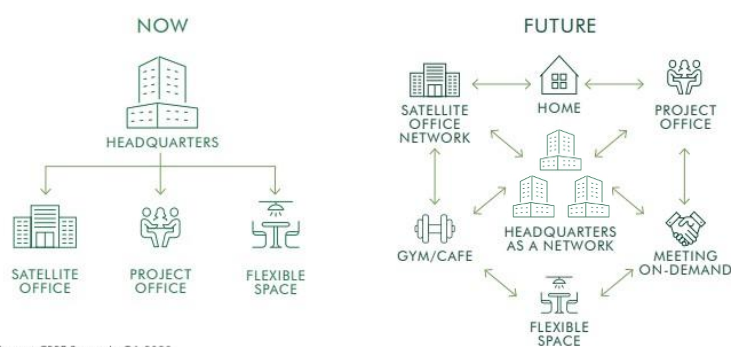 NOW
HEADQUARTERS
SATELLITE
OFFICE
PROJECT
OFFICE
FLEXIBLE
SPACE
FUTURE
SATELLITE
OFFICE
NETWORK
HOME
PROJECT
OFFICE
HEADQUARTERS
AS A NETWORK
GYM/CAFE
MEETING
ON-DEMAND
FLEXIBLE
SPACE